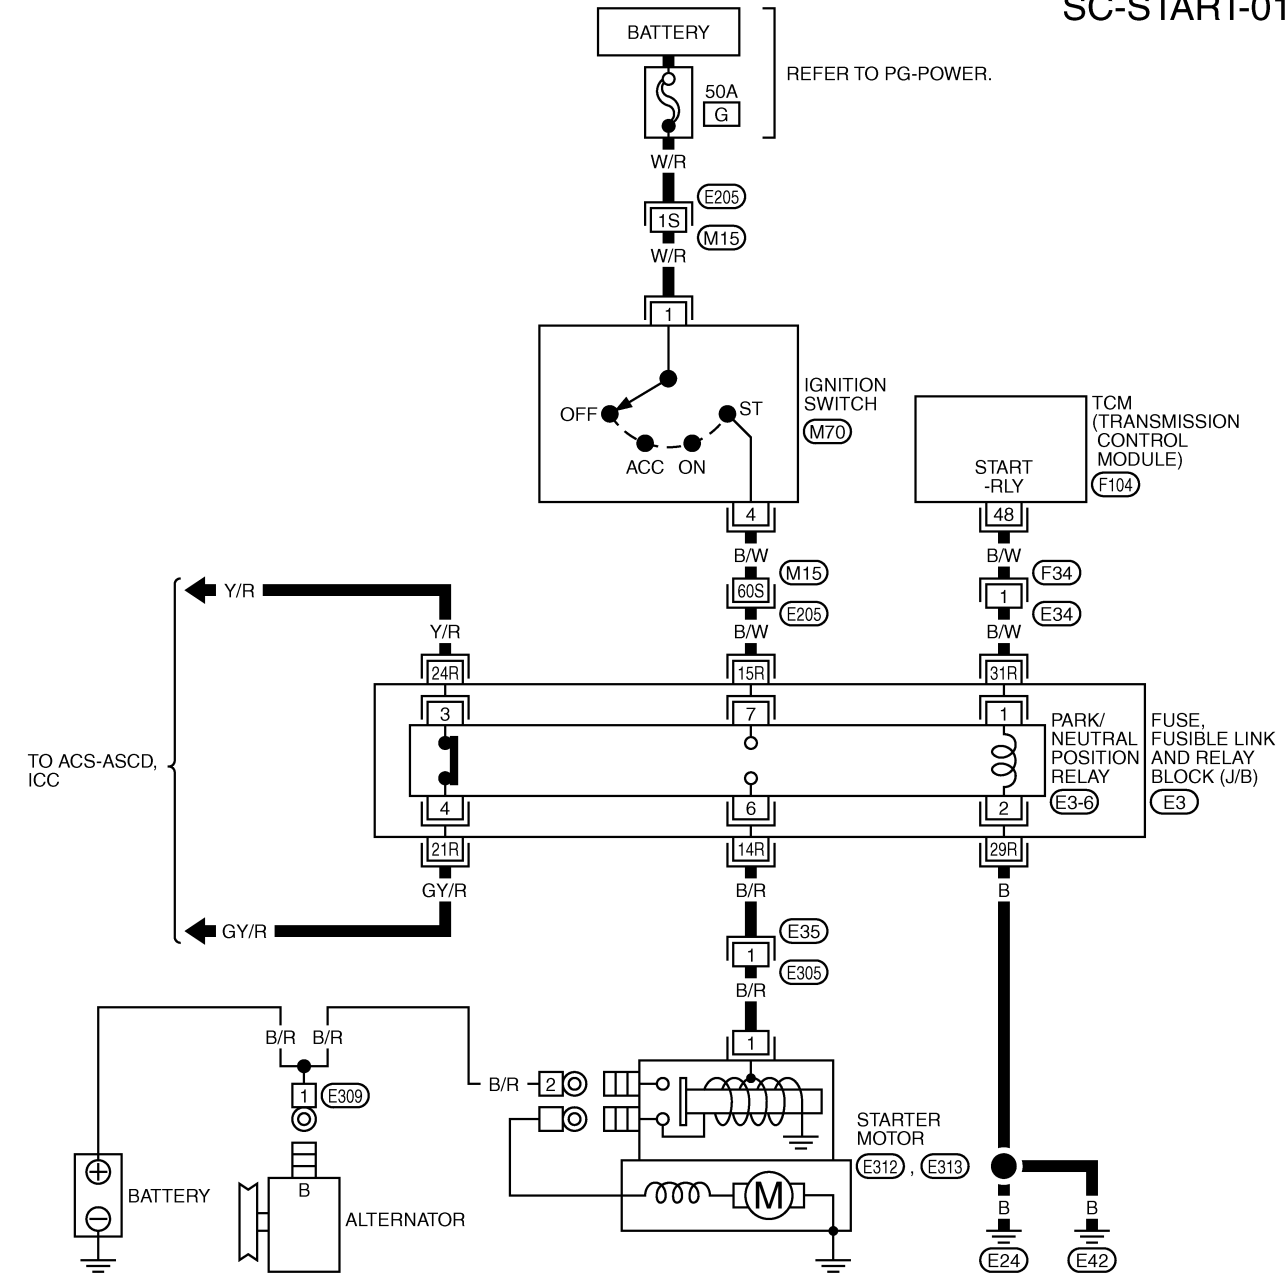 SC-START-01
BATTERY
REFER TO PG-POWER.
50A
G
W/R
E205
1S
M15
W/R
1
IGNITION
SWITCH
M70
OFF
ST
ACC ON
TCM
(TRANSMISSION
CONTROL
MODULE)
F104
START
-RLY
4
48
B/W
B/W
M15
F34
60S
1
E205
E34
B/W
B/W
Y/R
Y/R
24R
15R
31R
3
7
1
PARK/
NEUTRAL
POSITION
RELAY
E3-6
FUSE,
FUSIBLE LINK
AND RELAY
BLOCK (J/B)
E3
TO ACS-ASCD,
ICC
4
6
2
21R
14R
29R
GY/R
B/R
B
GY/R
E35
1
E305
B/R
1
B/R
B/R
B/R
2
1
E309
STARTER
MOTOR
E312 , E313
M
BATTERY
B
ALTERNATOR
B
B
E24
E42